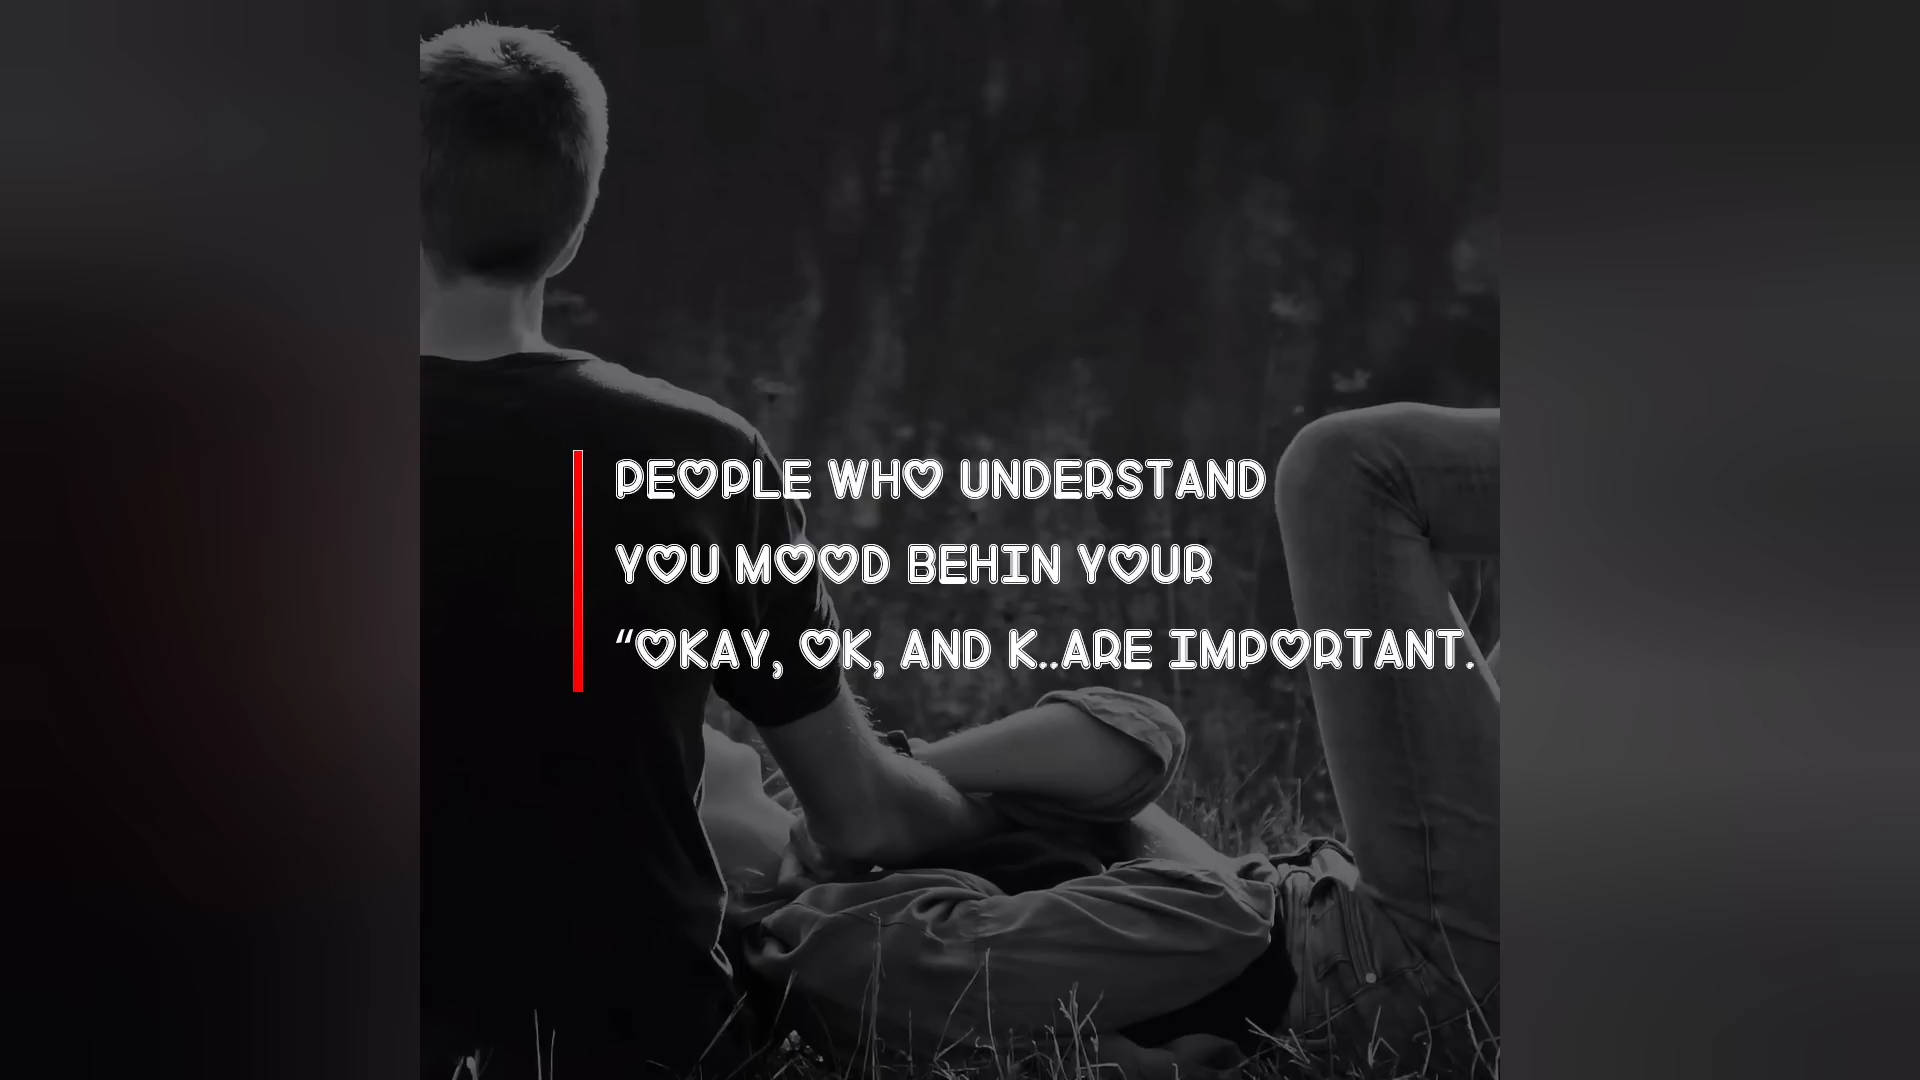 PEOPLE WHO UNDERSTAND
YOU MOOD BEHIN YOUR
“OKAY, OK, AND K..ARE IMPORTANT.